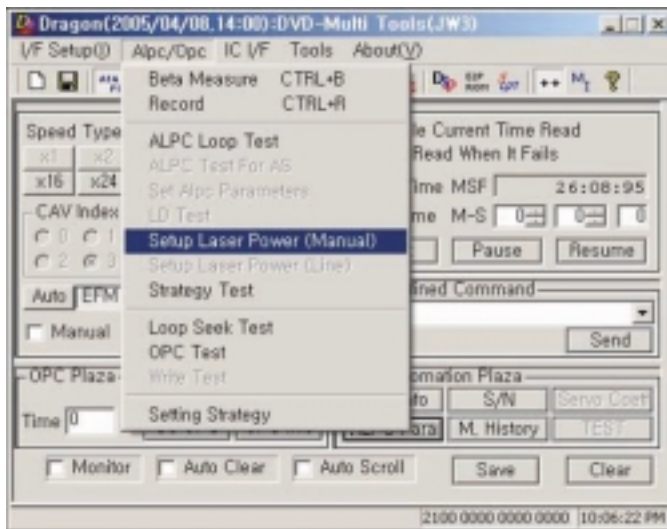 Dragon(2005/04/08,14:00):DVD-Multi Tools(JW3)
I/F Setup(I) Alpc/Opc IC I/F Tools About(V)
Beta Measure CTRL+B
Record CTRL+R
ALPC Loop Test
ALPC Test For AS
Set Alpc Parameters
LD Test
Setup Laser Power (Manual)
Setup Laser Power (Line)
Strategy Test
Loop Seek Test
OPC Test
Write Test
Setting Strategy
Speed Type
x1 x2
x16 x24
CAV Index
0 1
2 3
Auto EFM
Manual
OPC Plaza
Time 0
Current Time Read
Read When It Fails
MSF 26:08:95
M-S 0 0 0
Pause Resume
Command
Send
Plaza
S/N Servo Coef
Para M. History TEST
Monitor Auto Clear Auto Scroll Save Clear
2100 0000 0000 0000 10:06:22 PM